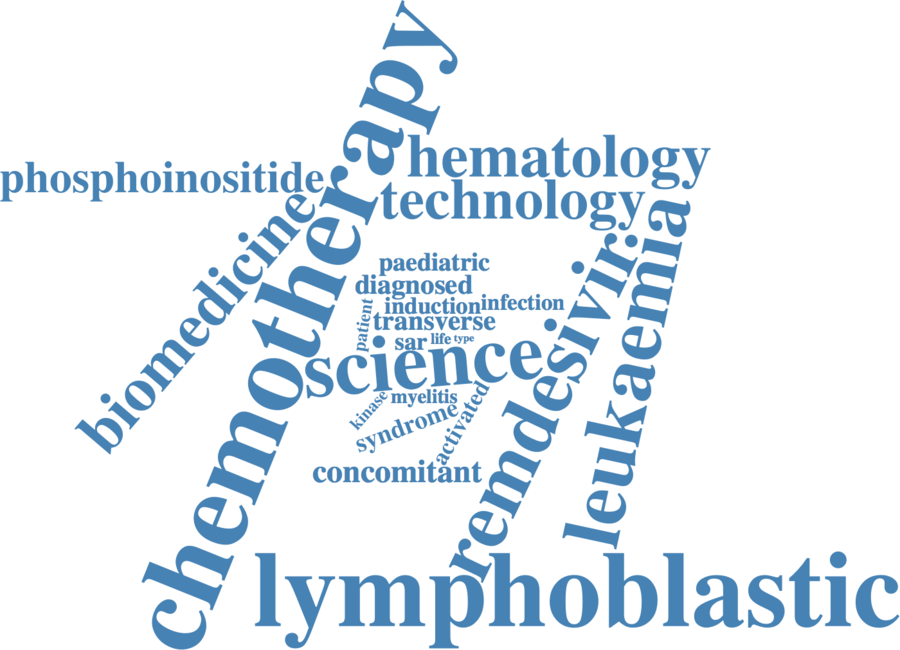 chemotherapy
hematology
phosphoinositide
technology
biomedicine
leukaemia
remdesivir
paediatric
diagnosed
induction
infection
patient
transverse
sar
life
type
science
kinase
myelitis
syndrome
activated
concomitant
lymphoblastic